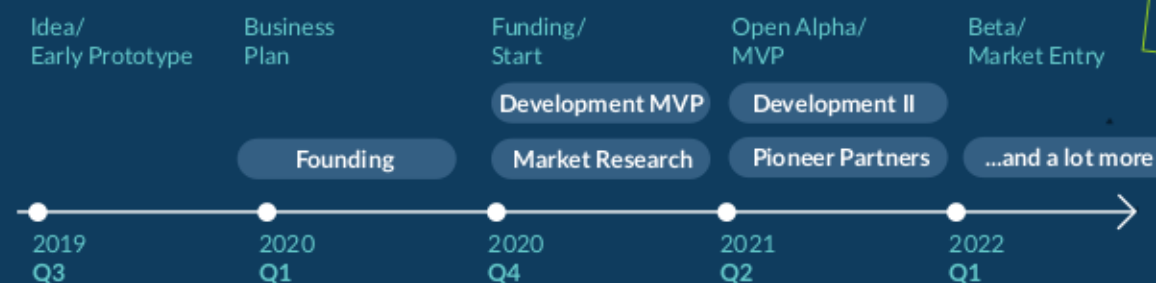 Idea/
Early Prototype
Business
Plan
Funding/
Start
Open Alpha/
MVP
Beta/
Market Entry
Development MVP
Development II
Founding
Market Research
Pioneer Partners
...and a lot more
2019
Q3
2020
Q1
2020
Q4
2021
Q2
2022
Q1